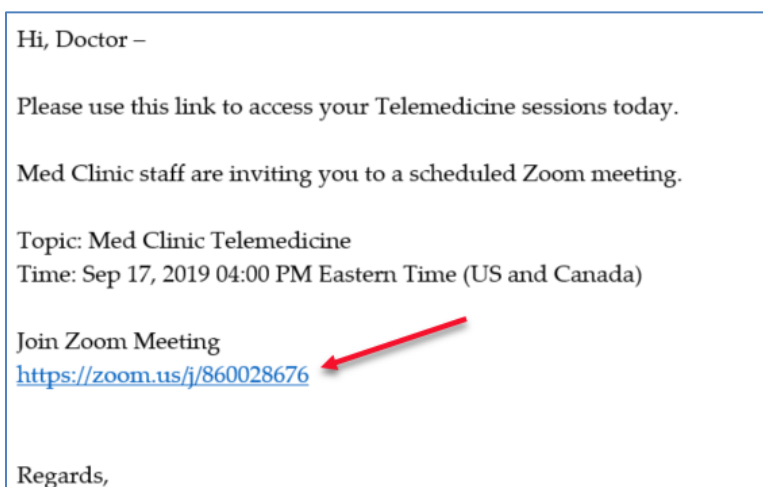 Hi, Doctor –
Please use this link to access your Telemedicine sessions today.
Med Clinic staff are inviting you to a scheduled Zoom meeting.
Topic: Med Clinic Telemedicine
Time: Sep 17, 2019 04:00 PM Eastern Time (US and Canada)
Join Zoom Meeting
https://zoom.us/j/860028676
Regards,